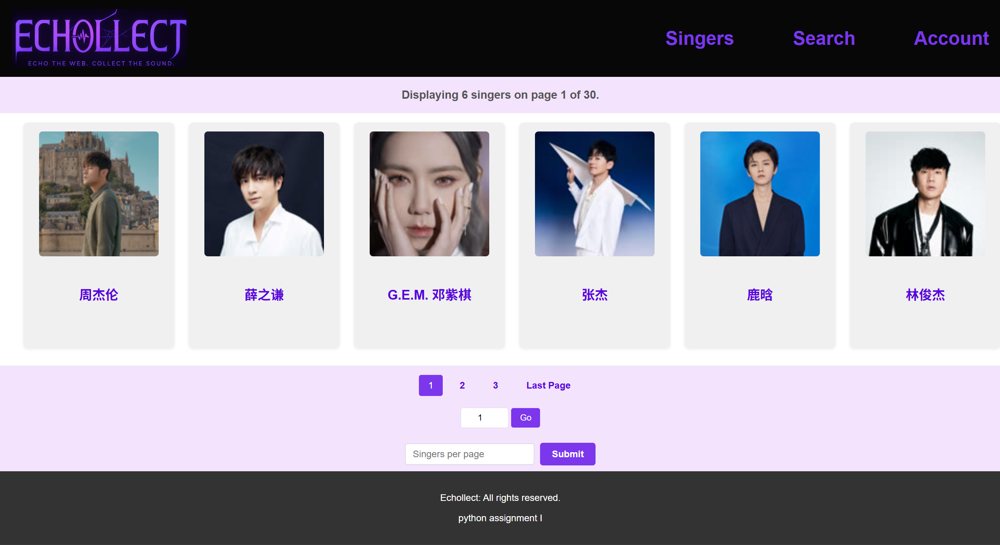 ECHOLLECT
ECHO THE WEB. COLLECT THE SOUND.
Singers
Search
Account
Displaying 6 singers on page 1 of 30.
周杰伦
薛之谦
G.E.M. 邓紫棋
张杰
鹿晗
林俊杰
1 2 3 Last Page
1 Go
Singers per page Submit
Echollect: All rights reserved.
python assignment I